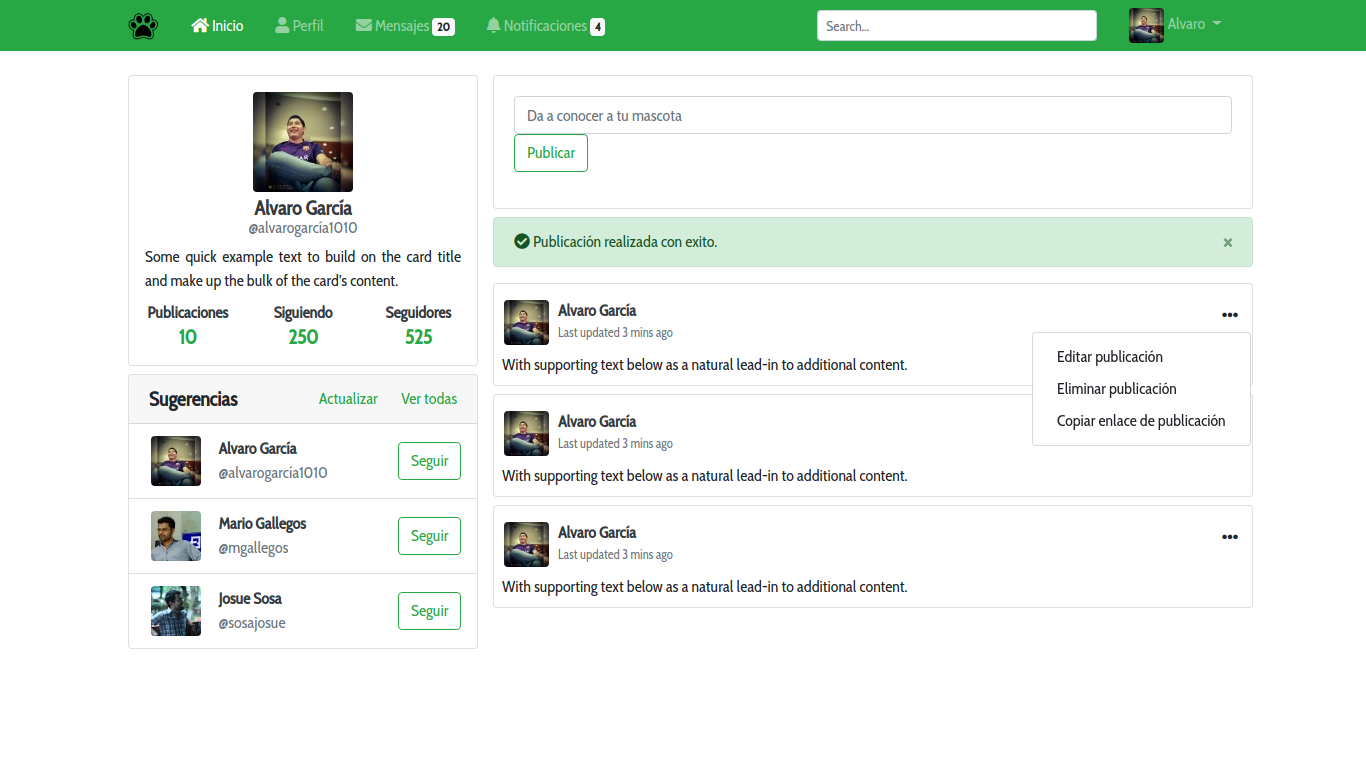 Inicio Perfil Mensajes 20 Notificaciones 4 Search... Alvaro
Alvaro García
@alvarogarcia1010
Some quick example text to build on the card title
and make up the bulk of the card's content.
Publicaciones Siguiendo Seguidores
10 250 525
Sugerencias Actualizar Ver todas
Alvaro García
@alvarogarcia1010
Seguir
Mario Gallegos
@mgallegos
Seguir
Josue Sosa
@sosajosue
Seguir
Da a conocer a tu mascota
Publicar
Publicación realizada con exito. ×
Alvaro García
Last updated 3 mins ago
With supporting text below as a natural lead-in to additional content.
Editar publicación
Eliminar publicación
Copiar enlace de publicación
Alvaro García
Last updated 3 mins ago
With supporting text below as a natural lead-in to additional content.
Alvaro García
Last updated 3 mins ago
With supporting text below as a natural lead-in to additional content.